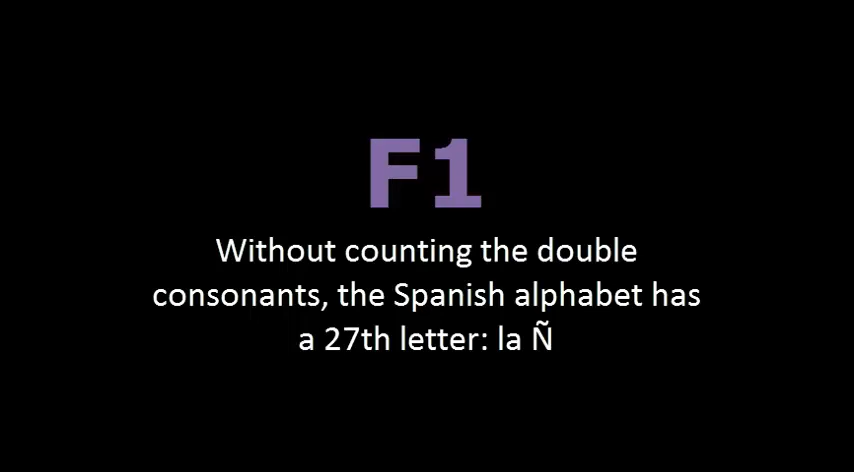 F1
Without counting the double
consonants, the Spanish alphabet has
a 27th letter: la Ñ